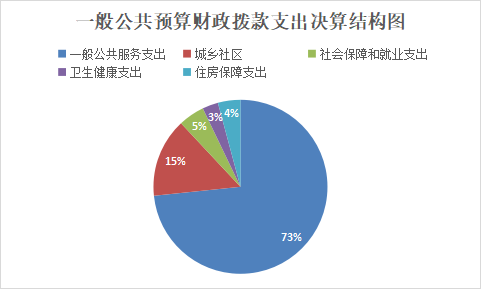 一般公共预算财政拨款支出决算结构图
一般公共服务支出 城乡社区 社会保障和就业支出
卫生健康支出 住房保障支出
3% 4%
5%
15%
73%